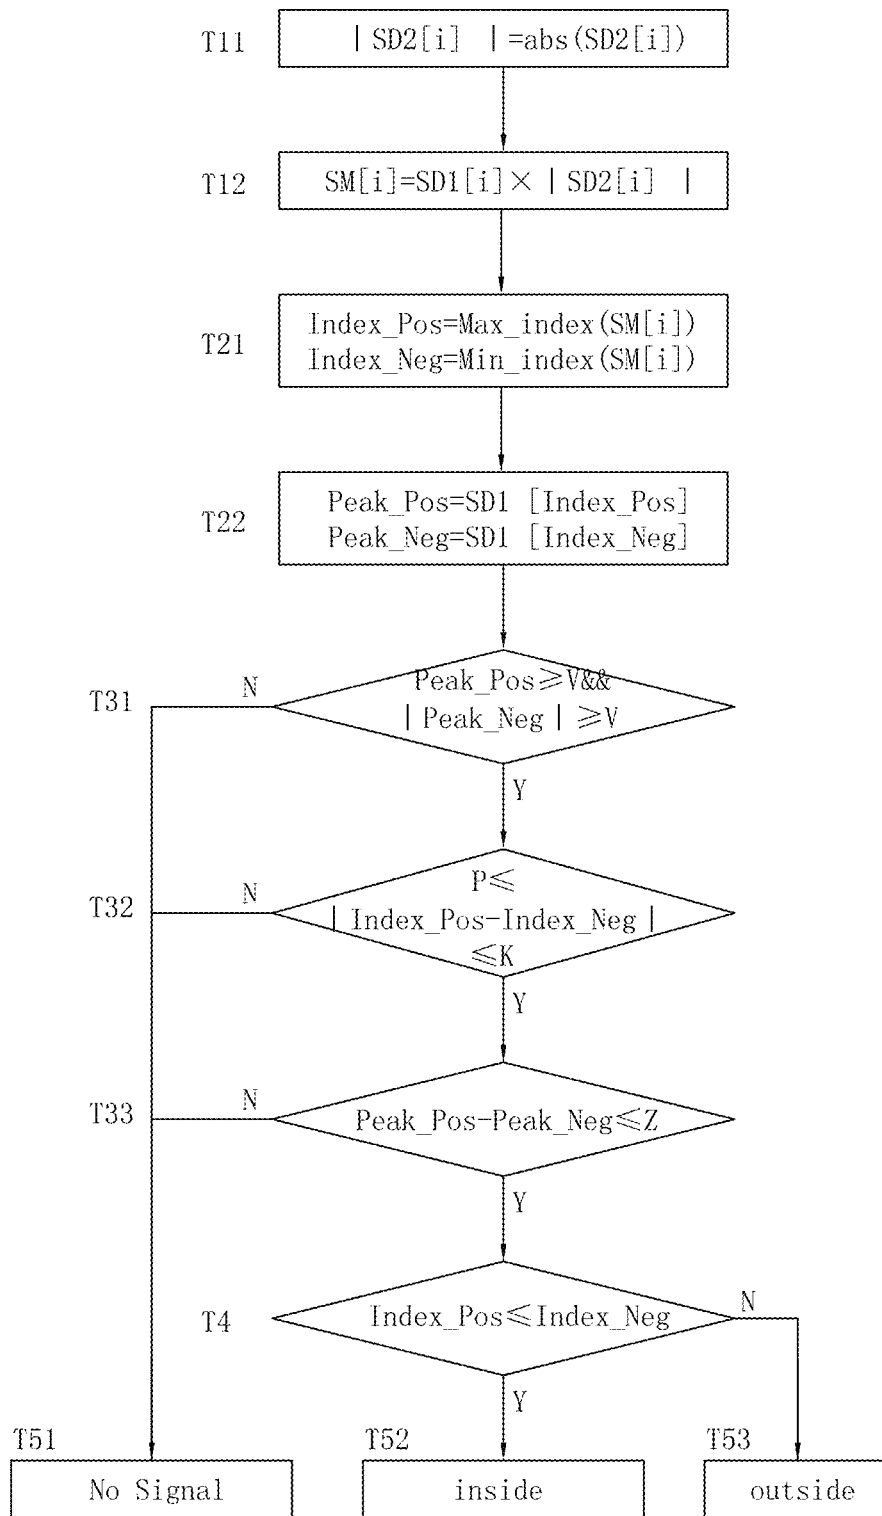 T11
| SD2[i] |=abs(SD2[i])
T12
SM[i]=SD1[i]×| SD2[i] |
T21
Index_Pos=Max_index(SM[i])
Index_Neg=Min_index(SM[i])
T22
Peak_Pos=SD1 [Index_Pos]
Peak_Neg=SD1 [Index_Neg]
T31
N
Peak_Pos≥V&&
| Peak_Neg | ≥V
Y
T32
N
P≤
| Index_Pos-Index_Neg |
≤K
Y
T33
N
Peak_Pos-Peak_Neg≤Z
Y
T4
Index_Pos≤Index_Neg
N
Y
T51
No Signal
T52
inside
T53
outside